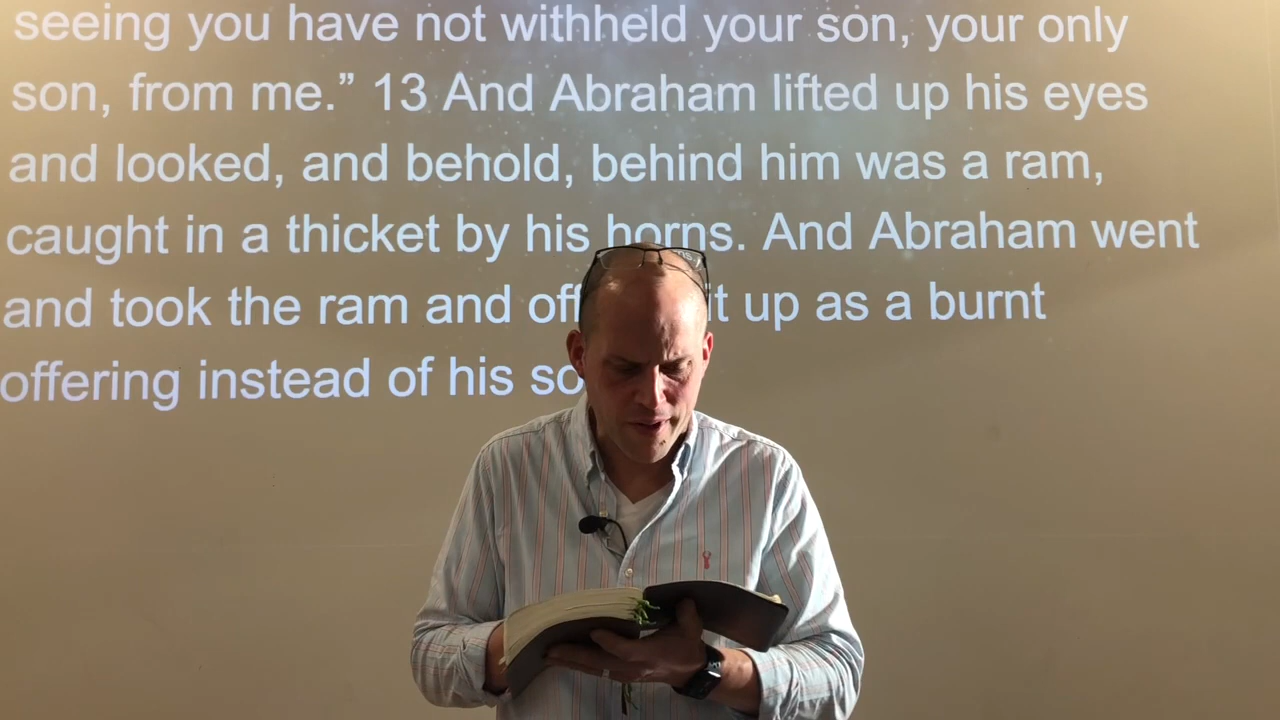 seeing you have not withheld your son, your only
son, from me.” 13 And Abraham lifted up his eyes
and looked, and behold, behind him was a ram,
caught in a thicket by his horns. And Abraham went
and took the ram and it up as a burnt
offering instead of his